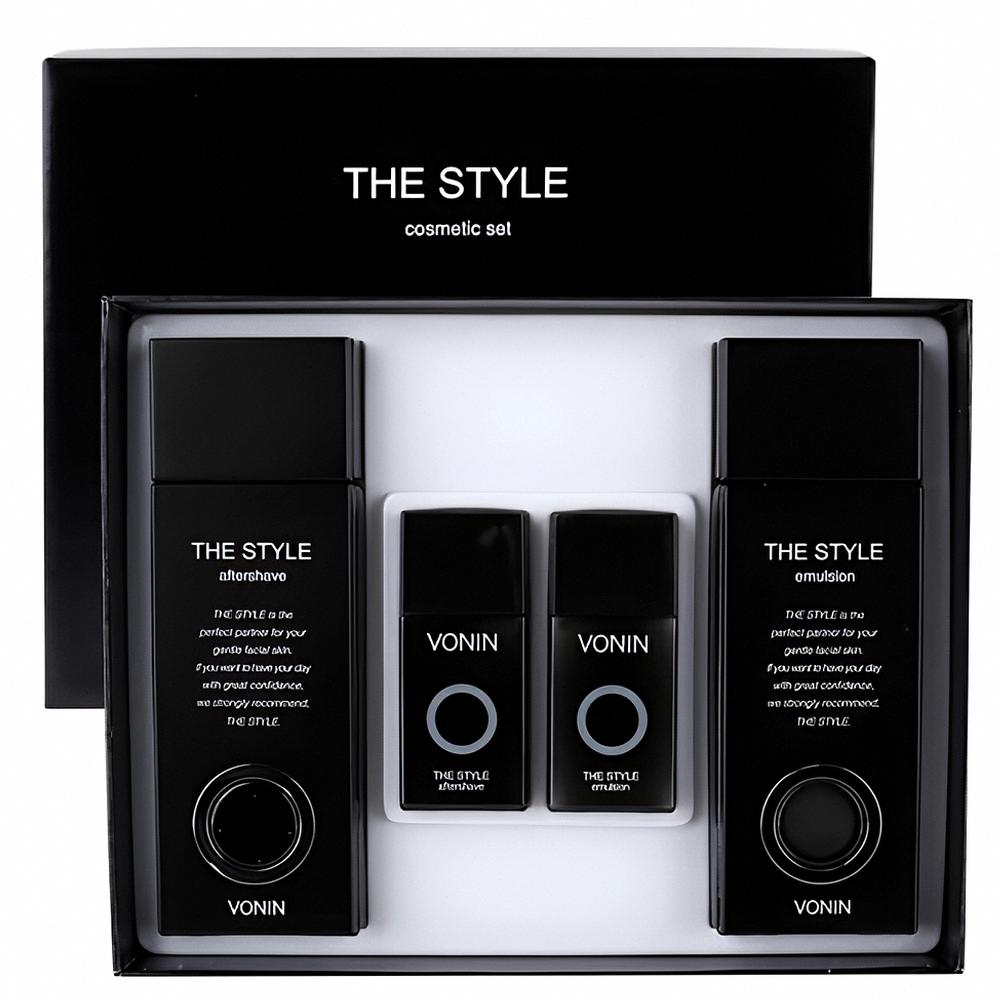 THE STYLE
cosmetic set
THE STYLE
aftershave
THE STYLE is the
perfect partner for your
gentle facial skin.
If you want to have your day
with great confidence,
we strongly recommend,
THE STYLE.
VONIN
VONIN
THE STYLE
aftershave
VONIN
THE STYLE
emulsion
THE STYLE
emulsion
THE STYLE is the
perfect partner for your
gentle facial skin.
If you want to have your day
with great confidence,
we strongly recommend,
THE STYLE.
VONIN